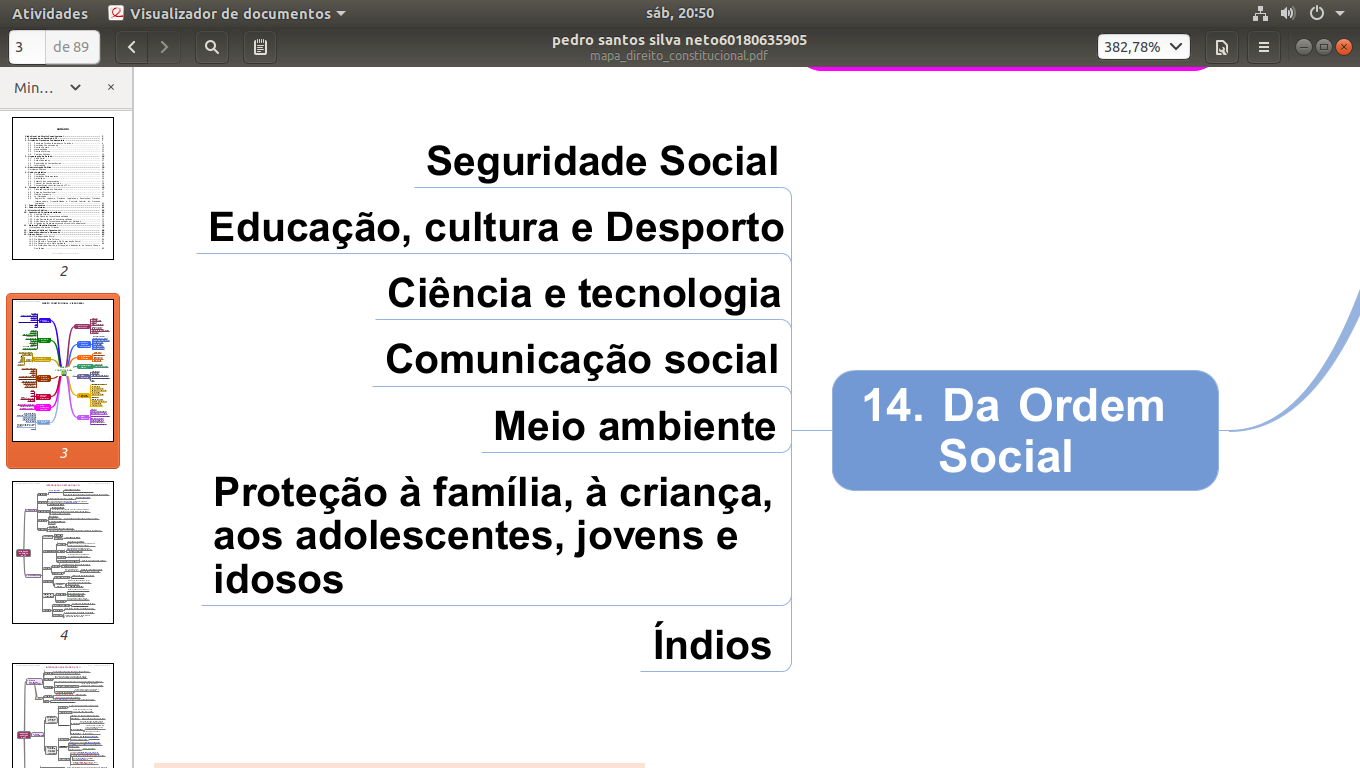 Atividades
Visualizador de documentos
sáb, 20:50
3
de 89
pedro santos silva neto60180635905
mapa_direito_constitucional.pdf
382,78%
Min…
2
3
4
Seguridade Social
Educação, cultura e Desporto
Ciência e tecnologia
Comunicação social
Meio ambiente
Proteção à família, à criança,
aos adolescentes, jovens e
idosos
Índios
14. Da Ordem
Social